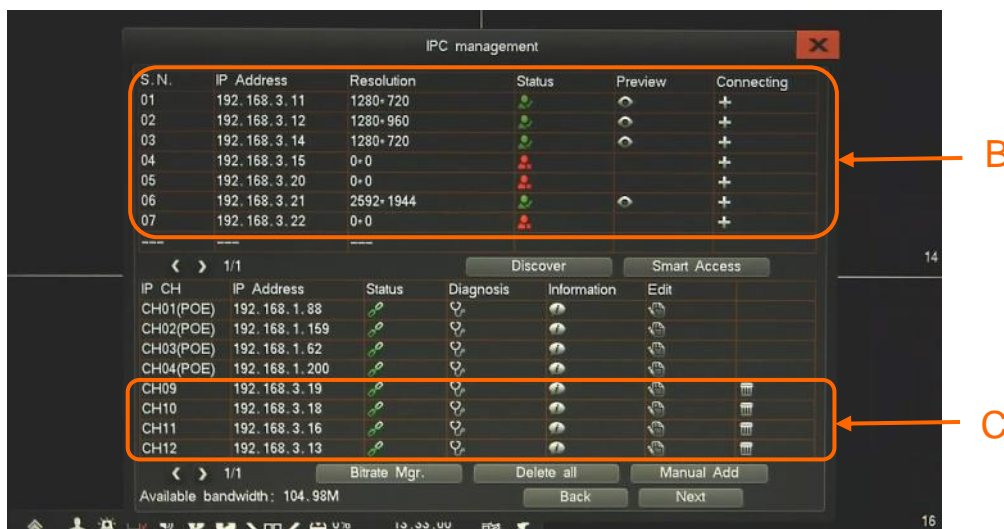 IPC management
S.N. IP Address Resolution Status Preview Connecting
01 192.168.3.11 1280*720
02 192.168.3.12 1280*960
03 192.168.3.14 1280*720
04 192.168.3.15 0*0
05 192.168.3.20 0*0
06 192.168.3.21 2592*1944
07 192.168.3.22 0*0
---- ---- ----
B
1/1 Discover Smart Access
14
IP CH IP Address Status Diagnosis Information Edit
CH01(POE) 192.168.1.88
CH02(POE) 192.168.1.159
CH03(POE) 192.168.1.62
CH04(POE) 192.168.1.200
CH09 192.168.3.19
CH10 192.168.3.18
CH11 192.168.3.16
CH12 192.168.3.13
C
1/1 Bitrate Mgr. Delete all Manual Add
Available bandwidth: 104.98M Back Next
16